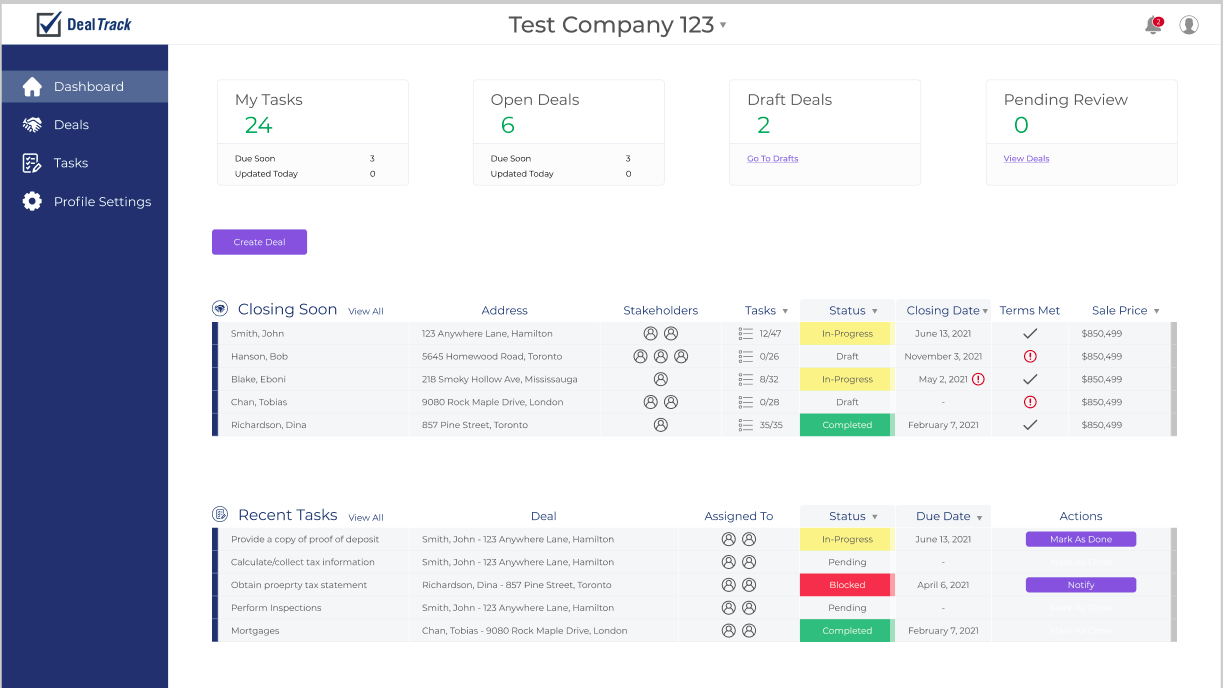 DealTrack
Test Company 123
2
Dashboard
Deals
Tasks
Profile Settings
My Tasks
24
Due Soon 3
Updated Today 0
Open Deals
6
Due Soon 3
Updated Today 0
Draft Deals
2
Go To Drafts
Pending Review
0
View Deals
Create Deal
Closing Soon View All Address Stakeholders Tasks Status Closing Date Terms Met Sale Price
Smith, John 123 Anywhere Lane, Hamilton 12/47 In-Progress June 13, 2021 $850,499
Hanson, Bob 5645 Homewood Road, Toronto 0/26 Draft November 3, 2021 $850,499
Blake, Eboni 218 Smoky Hollow Ave, Mississauga 8/32 In-Progress May 2, 2021 $850,499
Chan, Tobias 9080 Rock Maple Drive, London 0/28 Draft - $850,499
Richardson, Dina 857 Pine Street, Toronto 35/35 Completed February 7, 2021 $850,499
Recent Tasks View All Deal Assigned To Status Due Date Actions
Provide a copy of proof of deposit Smith, John - 123 Anywhere Lane, Hamilton In-Progress June 13, 2021 Mark As Done
Calculate/collect tax information Smith, John - 123 Anywhere Lane, Hamilton Pending -
Obtain proeprty tax statement Richardson, Dina - 857 Pine Street, Toronto Blocked April 6, 2021 Notify
Perform Inspections Smith, John - 123 Anywhere Lane, Hamilton Pending -
Mortgages Chan, Tobias - 9080 Rock Maple Drive, London Completed February 7, 2021